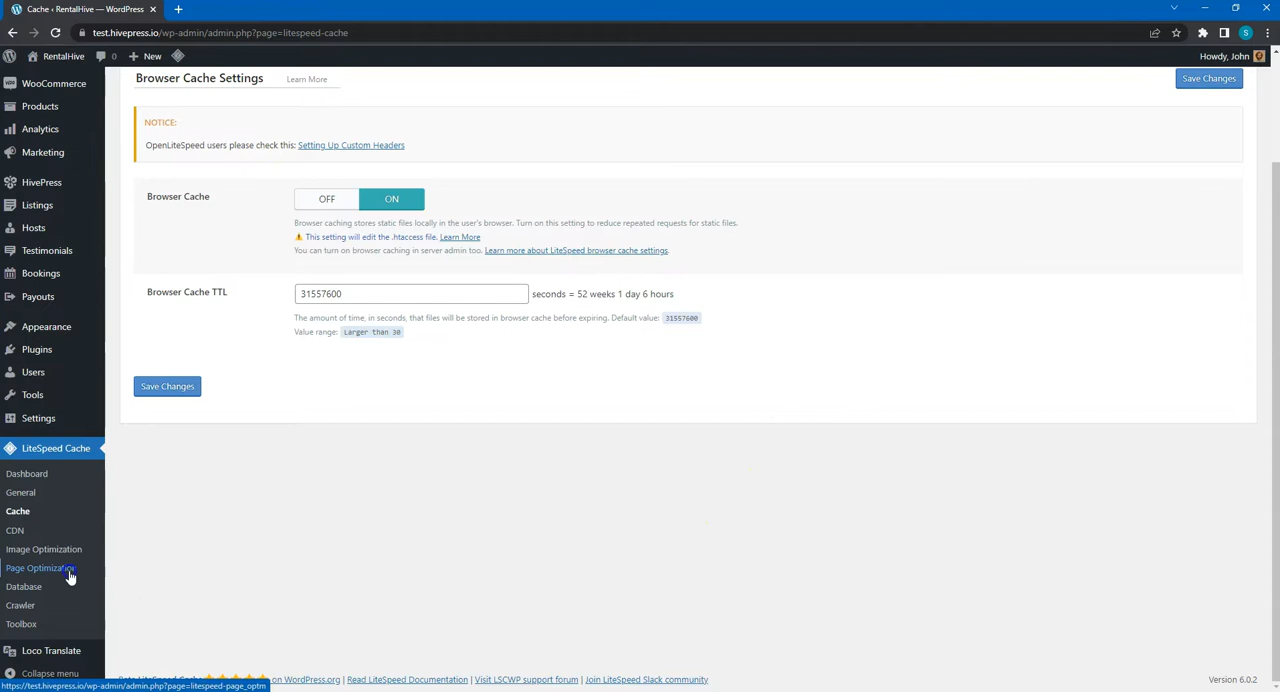 Cache ‹ RentalHive — WordPress
test.hivepress.io/wp-admin/admin.php?page=litespeed-cache
S
RentalHive 0 New Howdy, John
WooCommerce
Products
Analytics
Marketing
HivePress
Listings
Hosts
Testimonials
Bookings
Payouts
Appearance
Plugins
Users
Tools
Settings
LiteSpeed Cache
Dashboard
General
Cache
CDN
Image Optimization
Page Optimization
Database
Crawler
Toolbox
Loco Translate
Collapse menu
Browser Cache Settings Learn More Save Changes
NOTICE:
OpenLiteSpeed users please check this: Setting Up Custom Headers
Browser Cache OFF ON
Browser caching stores static files locally in the user's browser. Turn on this setting to reduce repeated requests for static files.
This setting will edit the .htaccess file. Learn More
You can turn on browser caching in server admin too. Learn more about LiteSpeed browser cache settings.
Browser Cache TTL 31557600 seconds = 52 weeks 1 day 6 hours
The amount of time, in seconds, that files will be stored in browser cache before expiring. Default value: 31557600
Value range: Larger than 30
Save Changes
on WordPress.org Read LiteSpeed Documentation Visit LSCWP support forum Join LiteSpeed Slack community Version 6.0.2
https://test.hivepress.io/wp-admin/admin.php?page=litespeed-page_optm